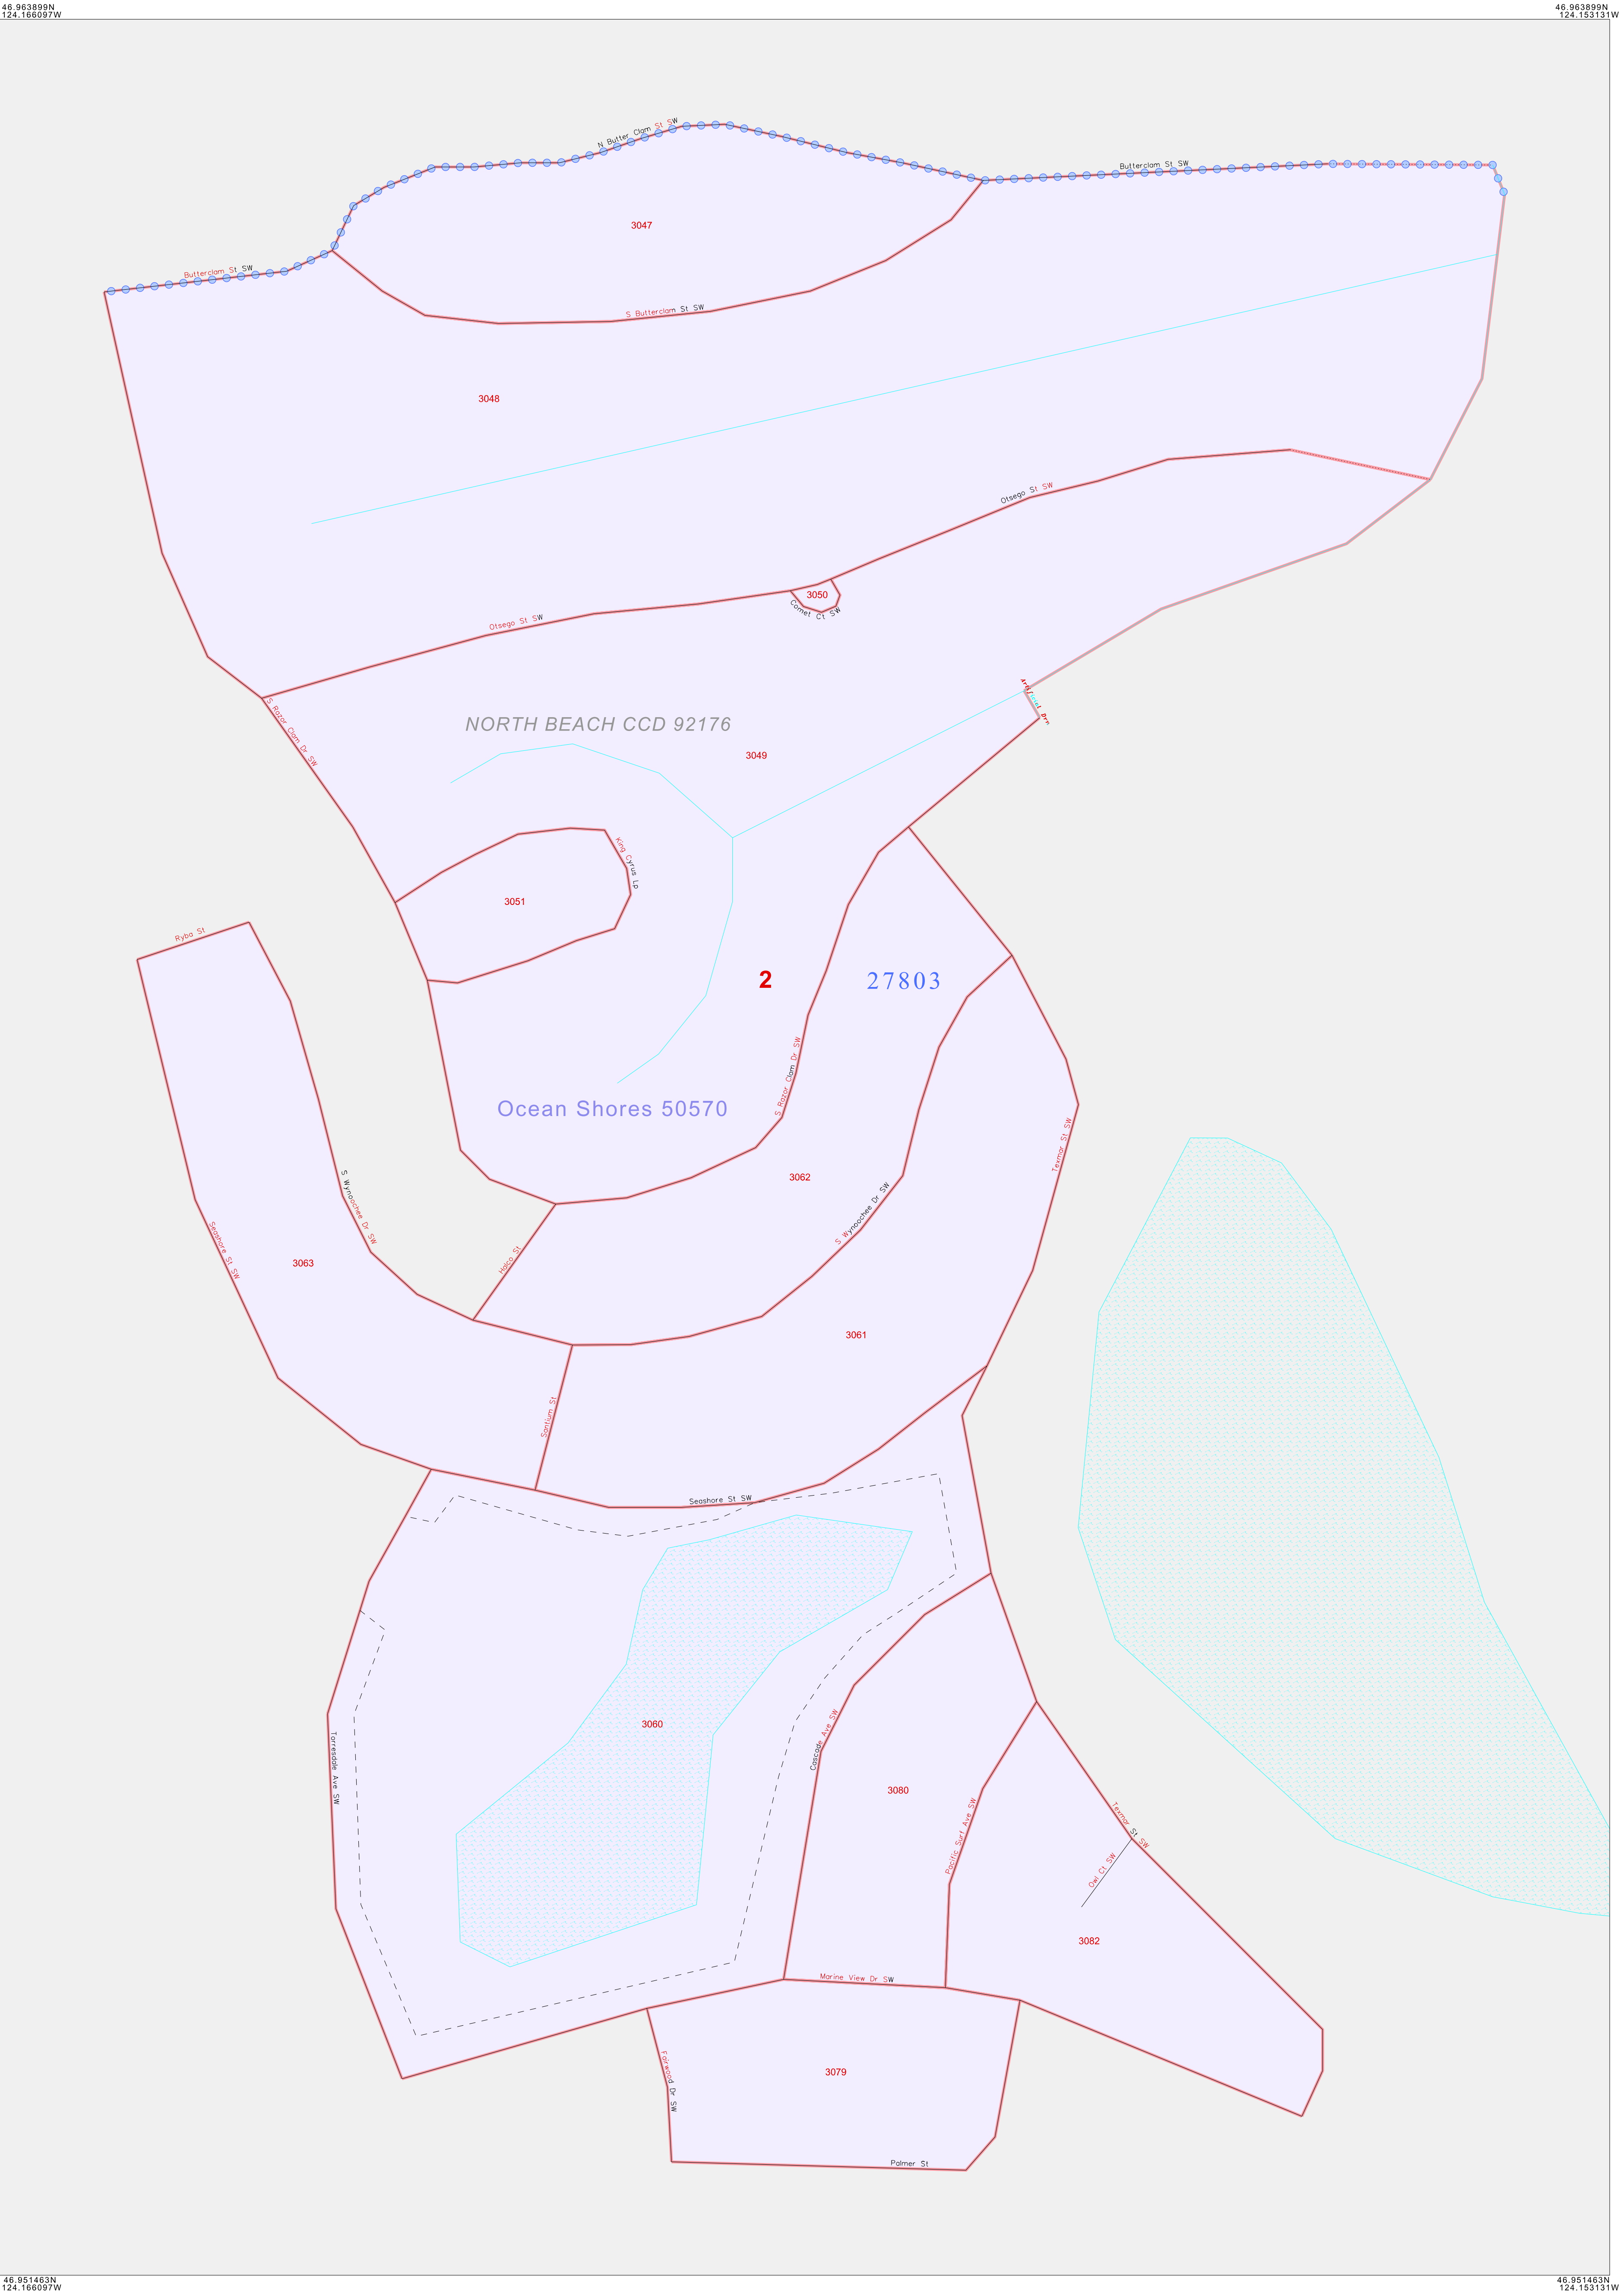 46.963899N
124.166097W
46.963899N
124.153131W
N Butter Clam St SW
Butterclam St SW
3047
Butterclam St SW
S Butterclam St SW
3048
Otsego St SW
3050
Comet Ct SW
Otsego St SW
S Razor Clam Dr SW
NORTH BEACH CCD 92176
3049
King Cyrus Lp
3051
Ryba St
2
27803
S Razor Clam Dr SW
Ocean Shores 50570
Texmar St SW
3062
S Wynoochee Dr SW
S Wynoochee Dr SW
Seashore St SW
3063
Halco St
3061
Santium St
Seashore St SW
3060
Cascade Ave SW
Torresdale Ave SW
3080
Pacific Surf Ave SW
Texmar St SW
Owl Ct SW
3082
Marine View Dr SW
Fairwood Dr SW
3079
Palmer St
46.951463N
124.166097W
46.951463N
124.153131W